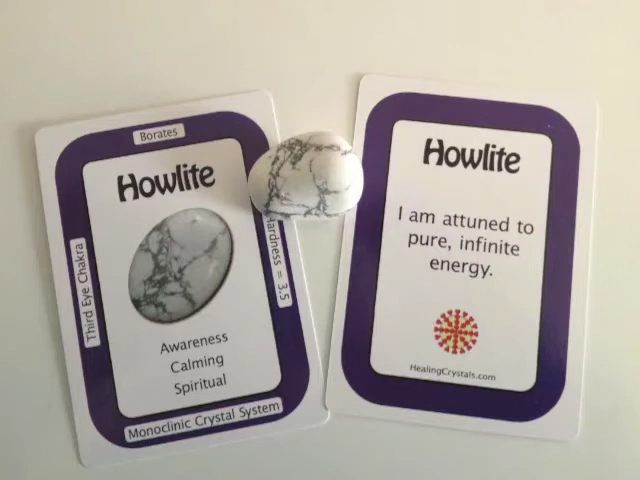 Borates
Howlite
Third Eye Chakra
Hardness = 3.5
Awareness
Calming
Spiritual
Monoclinic Crystal System
Howlite
I am attuned to
pure, infinite
energy.
HealingCrystals.com